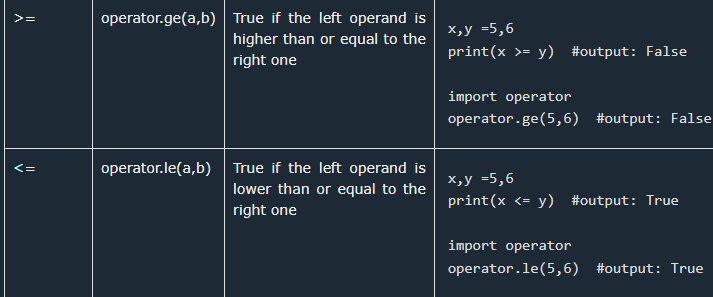 >=
operator.ge(a,b)
True if the left operand is
higher than or equal to the
right one
x,y =5,6
print(x >= y)  #output: False
import operator
operator.ge(5,6)  #output: False
<=
operator.le(a,b)
True if the left operand is
lower than or equal to the
right one
x,y =5,6
print(x <= y)  #output: True
import operator
operator.le(5,6)  #output: True